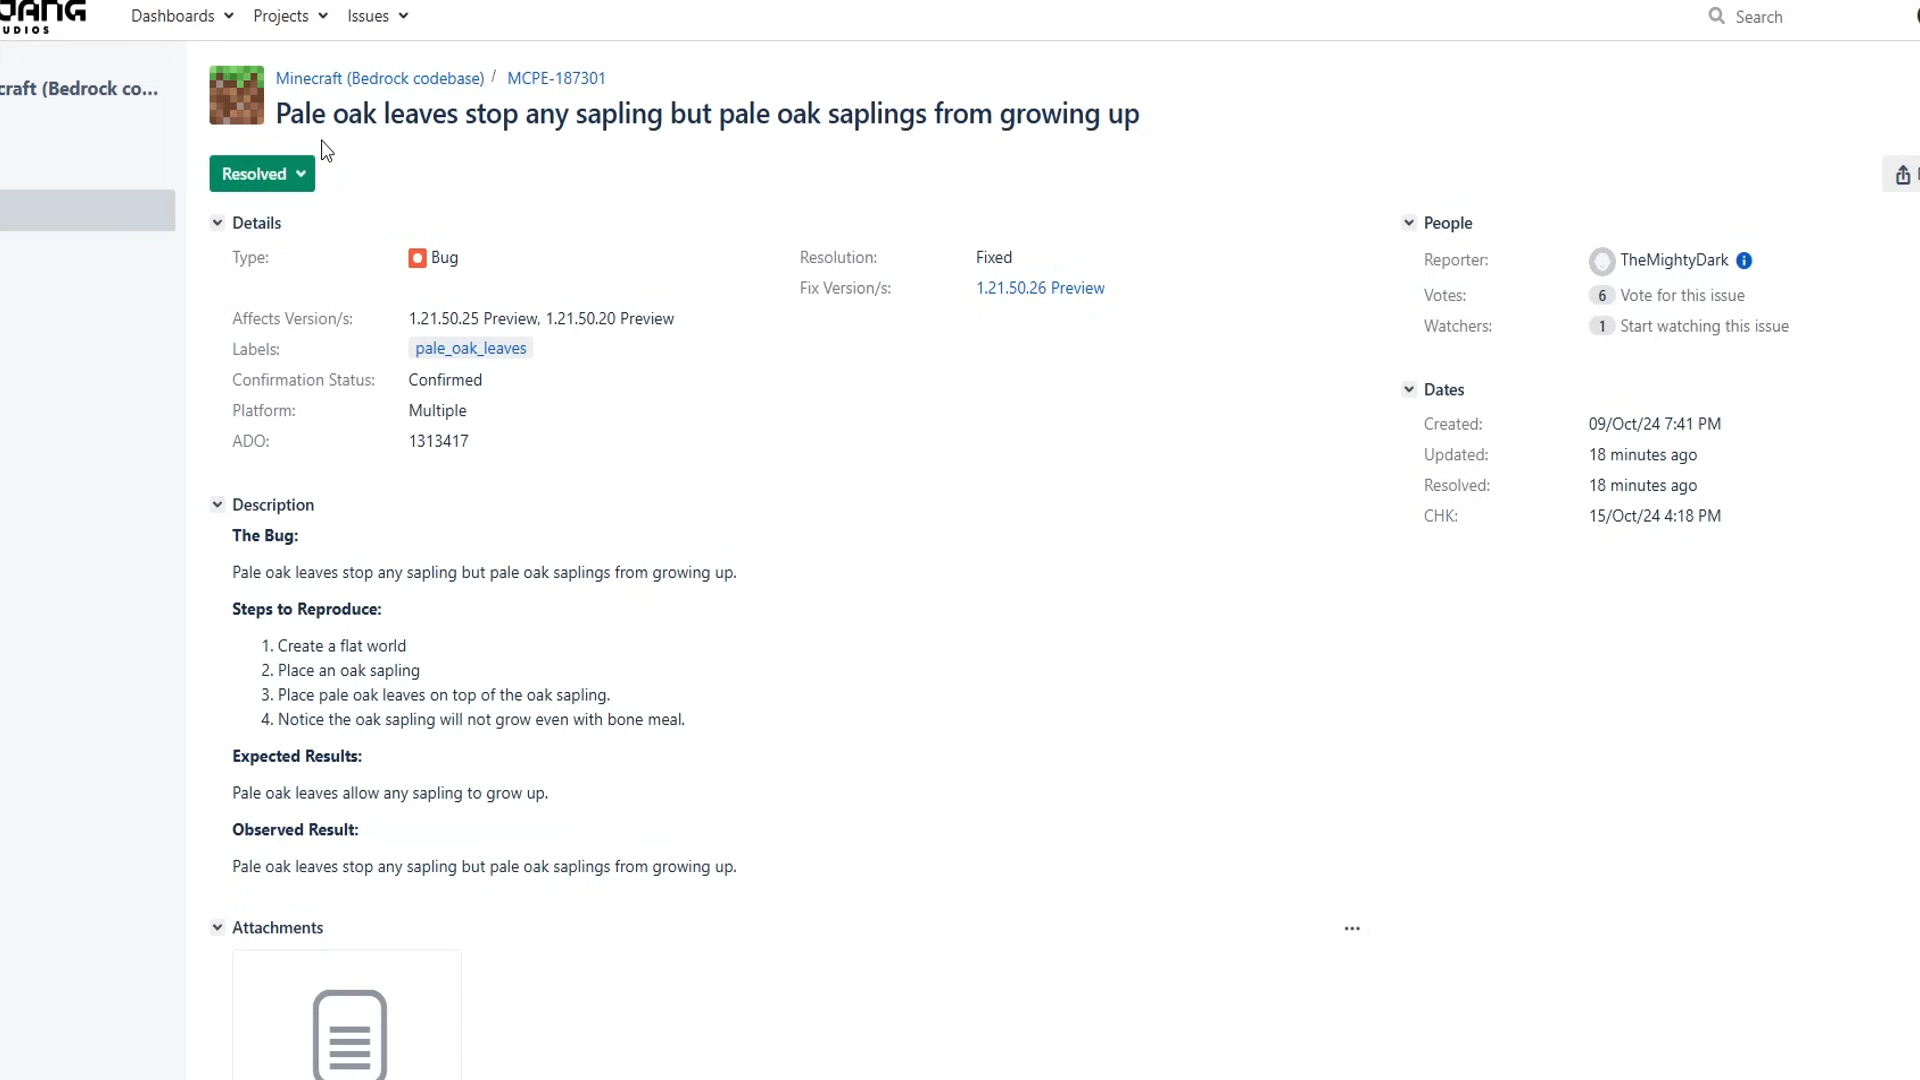 JANG
UDIOS
Dashboards
Projects
Issues
Search
craft (Bedrock co...
Minecraft (Bedrock codebase) / MCPE-187301
Pale oak leaves stop any sapling but pale oak saplings from growing up
Resolved
Details
Type: Bug
Resolution: Fixed
Fix Version/s: 1.21.50.26 Preview
Affects Version/s: 1.21.50.25 Preview, 1.21.50.20 Preview
Labels: pale_oak_leaves
Confirmation Status: Confirmed
Platform: Multiple
ADO: 1313417
People
Reporter: TheMightyDark
Votes: 6 Vote for this issue
Watchers: 1 Start watching this issue
Dates
Created: 09/Oct/24 7:41 PM
Updated: 18 minutes ago
Resolved: 18 minutes ago
CHK: 15/Oct/24 4:18 PM
Description
The Bug:
Pale oak leaves stop any sapling but pale oak saplings from growing up.
Steps to Reproduce:
1. Create a flat world
2. Place an oak sapling
3. Place pale oak leaves on top of the oak sapling.
4. Notice the oak sapling will not grow even with bone meal.
Expected Results:
Pale oak leaves allow any sapling to grow up.
Observed Result:
Pale oak leaves stop any sapling but pale oak saplings from growing up.
Attachments